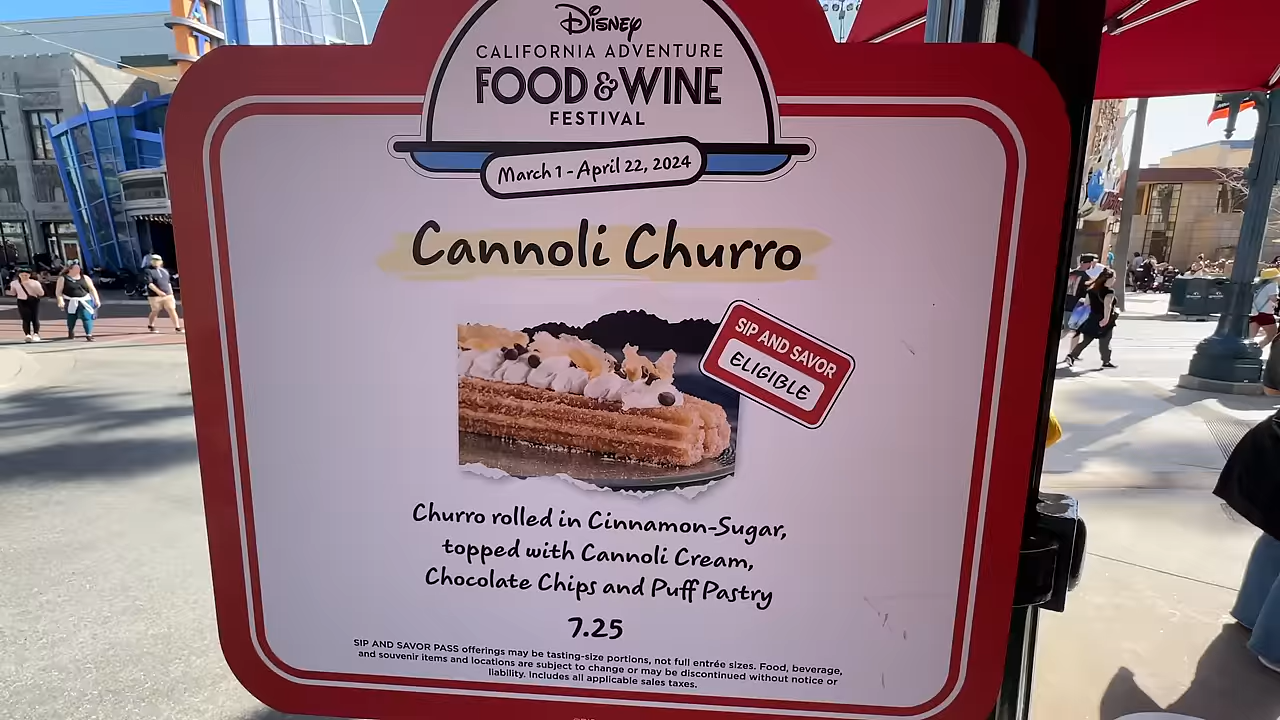 Disney
CALIFORNIA ADVENTURE
FOOD & WINE
FESTIVAL
March 1 - April 22, 2024
Cannoli Churro
SIP AND SAVOR
ELIGIBLE
Churro rolled in Cinnamon-Sugar,
topped with Cannoli Cream,
Chocolate Chips and Puff Pastry
7.25
SIP AND SAVOR PASS offerings may be tasting-size portions, not full entrée sizes. Food, beverage,
and souvenir items and locations are subject to change or may be discontinued without notice or
liability. Includes all applicable sales taxes.